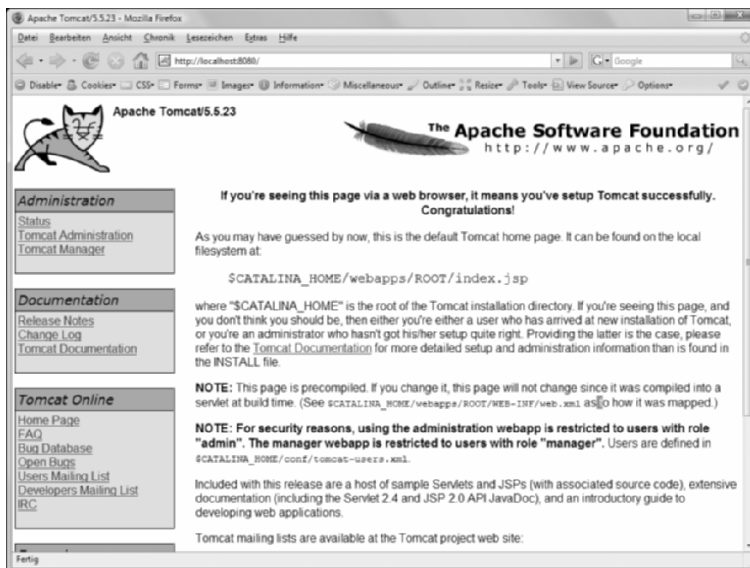 Apache Tomcat/5.5.23 - Mozilla Firefox
Datei Bearbeiten Ansicht Chronik Lesezeichen Extras Hilfe
http://localhost:8080/
Google
Disable Cookies CSS Forms Images Information Miscellaneous Outline Resize Tools View Source Options
Apache Tomcat/5.5.23
The Apache Software Foundation
http://www.apache.org/
Administration
Status
Tomcat Administration
Tomcat Manager
Documentation
Release Notes
Change Log
Tomcat Documentation
Tomcat Online
Home Page
FAQ
Bug Database
Open Bugs
Users Mailing List
Developers Mailing List
IRC
If you're seeing this page via a web browser, it means you've setup Tomcat successfully.
Congratulations!
As you may have guessed by now, this is the default Tomcat home page. It can be found on the local
filesystem at:
$CATALINA_HOME/webapps/ROOT/index.jsp
where "$CATALINA_HOME" is the root of the Tomcat installation directory. If you're seeing this page, and
you don't think you should be, then either you're either a user who has arrived at new installation of Tomcat,
or you're an administrator who hasn't got his/her setup quite right. Providing the latter is the case, please
refer to the Tomcat Documentation for more detailed setup and administration information than is found in
the INSTALL file.
NOTE: This page is precompiled. If you change it, this page will not change since it was compiled into a
servlet at build time. (See $CATALINA_HOME/webapps/ROOT/WEB-INF/web.xml as to how it was mapped.)
NOTE: For security reasons, using the administration webapp is restricted to users with role
"admin". The manager webapp is restricted to users with role "manager". Users are defined in
$CATALINA_HOME/conf/tomcat-users.xml.
Included with this release are a host of sample Servlets and JSPs (with associated source code), extensive
documentation (including the Servlet 2.4 and JSP 2.0 API JavaDoc), and an introductory guide to
developing web applications.
Tomcat mailing lists are available at the Tomcat project web site:
Fertig